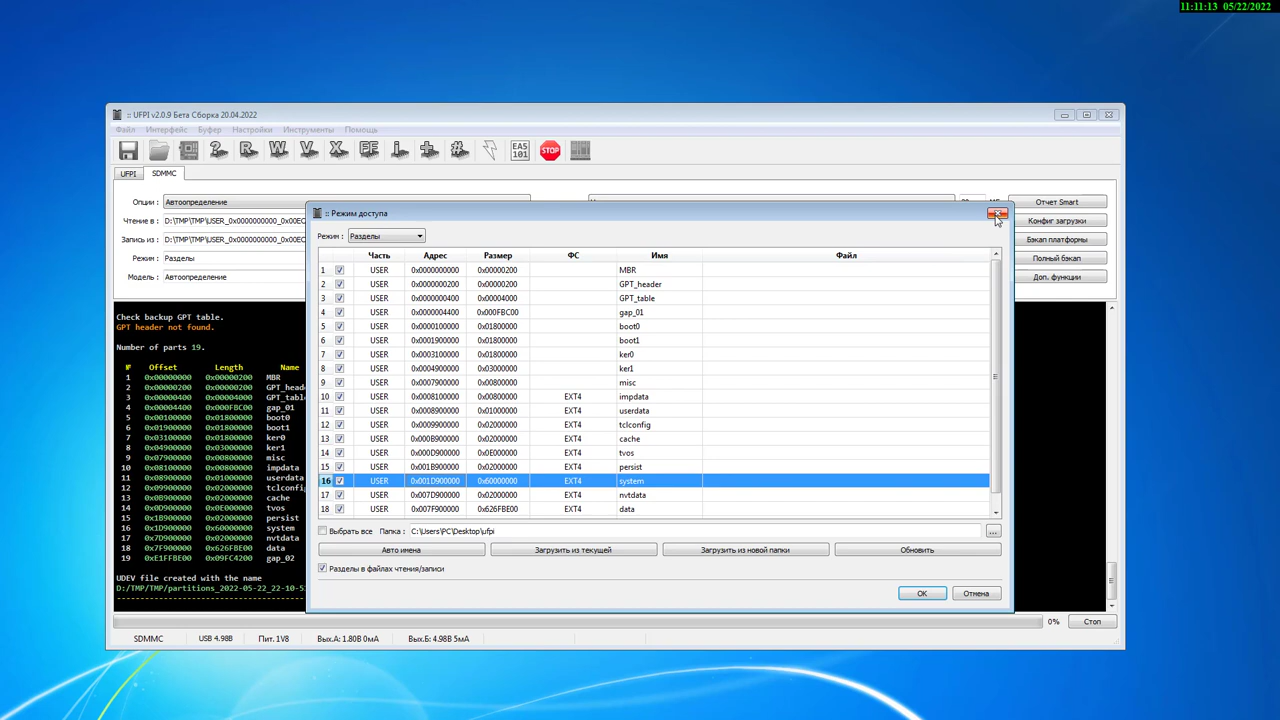 11:11:13 05/22/2022
:: UFPI v2.0.9 Бета Сборка 20.04.2022
Файл Интерфейс Буфер Настройки Инструменты Помощь
? R W V X EF i + # EA5 101 STOP
UFPI SDMMC
Опции : Автоопределение
Отчет Smart
Чтение в : D:\TMP\TMP\USER_0x0000000000_0x00EC
Конфиг загрузки
Запись из : D:\TMP\TMP\USER_0x0000000000_0x00EC
Бэкап платформы
Режим : Разделы
Полный бэкап
Модель : Автоопределение
Доп. функции
:: Режим доступа
Режим : Разделы
Часть Адрес Размер ФС Имя Файл
1 USER 0x0000000000 0x00000200 MBR
2 USER 0x0000000200 0x00000200 GPT_header
3 USER 0x0000000400 0x00004000 GPT_table
4 USER 0x0000004400 0x000FBC00 gap_01
5 USER 0x0000100000 0x01800000 boot0
6 USER 0x0001900000 0x01800000 boot1
7 USER 0x0003100000 0x01800000 ker0
8 USER 0x0004900000 0x03000000 ker1
9 USER 0x0007900000 0x00800000 misc
10 USER 0x0008100000 0x00800000 EXT4 impdata
11 USER 0x0008900000 0x01000000 EXT4 userdata
12 USER 0x0009900000 0x02000000 EXT4 tclconfig
13 USER 0x000B900000 0x02000000 EXT4 cache
14 USER 0x000D900000 0x0E000000 EXT4 tvos
15 USER 0x001B900000 0x02000000 EXT4 persist
16 USER 0x001D900000 0x60000000 EXT4 system
17 USER 0x007D900000 0x02000000 EXT4 nvtdata
18 USER 0x007F900000 0x626FBE00 EXT4 data
Выбрать все Папка : C:\Users\PC\Desktop\ufpi ...
Авто имена Загрузить из текущей Загрузить из новой папки Обновить
Разделы в файлах чтения/записи
OK Отмена
Check backup GPT table.
GPT header not found.
Number of parts 19.
№ Offset Length Name
1 0x00000000 0x00000200 MBR
2 0x00000200 0x00000200 GPT_head
3 0x00000400 0x00004000 GPT_tabl
4 0x00004400 0x000FBC00 gap_01
5 0x00100000 0x01800000 boot0
6 0x01900000 0x01800000 boot1
7 0x03100000 0x01800000 ker0
8 0x04900000 0x03000000 ker1
9 0x07900000 0x00800000 misc
10 0x08100000 0x00800000 impdata
11 0x08900000 0x01000000 userdata
12 0x09900000 0x02000000 tclconfi
13 0x0B900000 0x02000000 cache
14 0x0D900000 0x0E000000 tvos
15 0x1B900000 0x02000000 persist
16 0x1D900000 0x60000000 system
17 0x7D900000 0x02000000 nvtdata
18 0x7F900000 0x626FBE00 data
19 0xE1FFBE00 0x09FC4200 gap_02
UDEV file created with the name
D:/TMP/TMP/partitions_2022-05-22_22-10-5
0% Стоп
SDMMC USB 4.98В Пит. 1V8 Вых.А: 1.80В 0мА Вых.Б: 4.98В 5мА